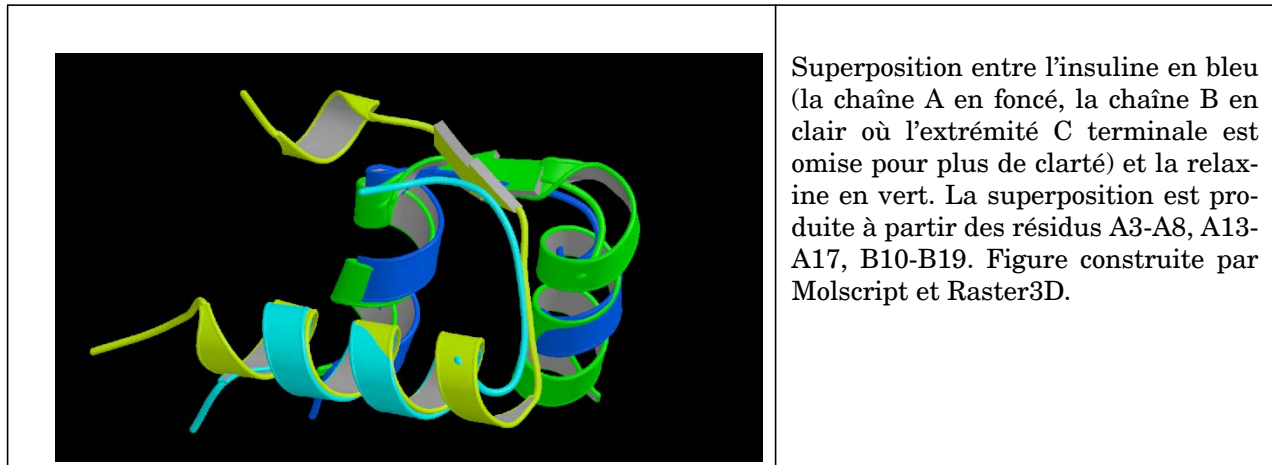 Superposition entre l'insuline en bleu
(la chaîne A en foncé, la chaîne B en
clair où l'extrémité C terminale est
omise pour plus de clarté) et la relax-
ine en vert. La superposition est pro-
duite à partir des résidus A3-A8, A13-
A17, B10-B19. Figure construite par
Molscript et Raster3D.